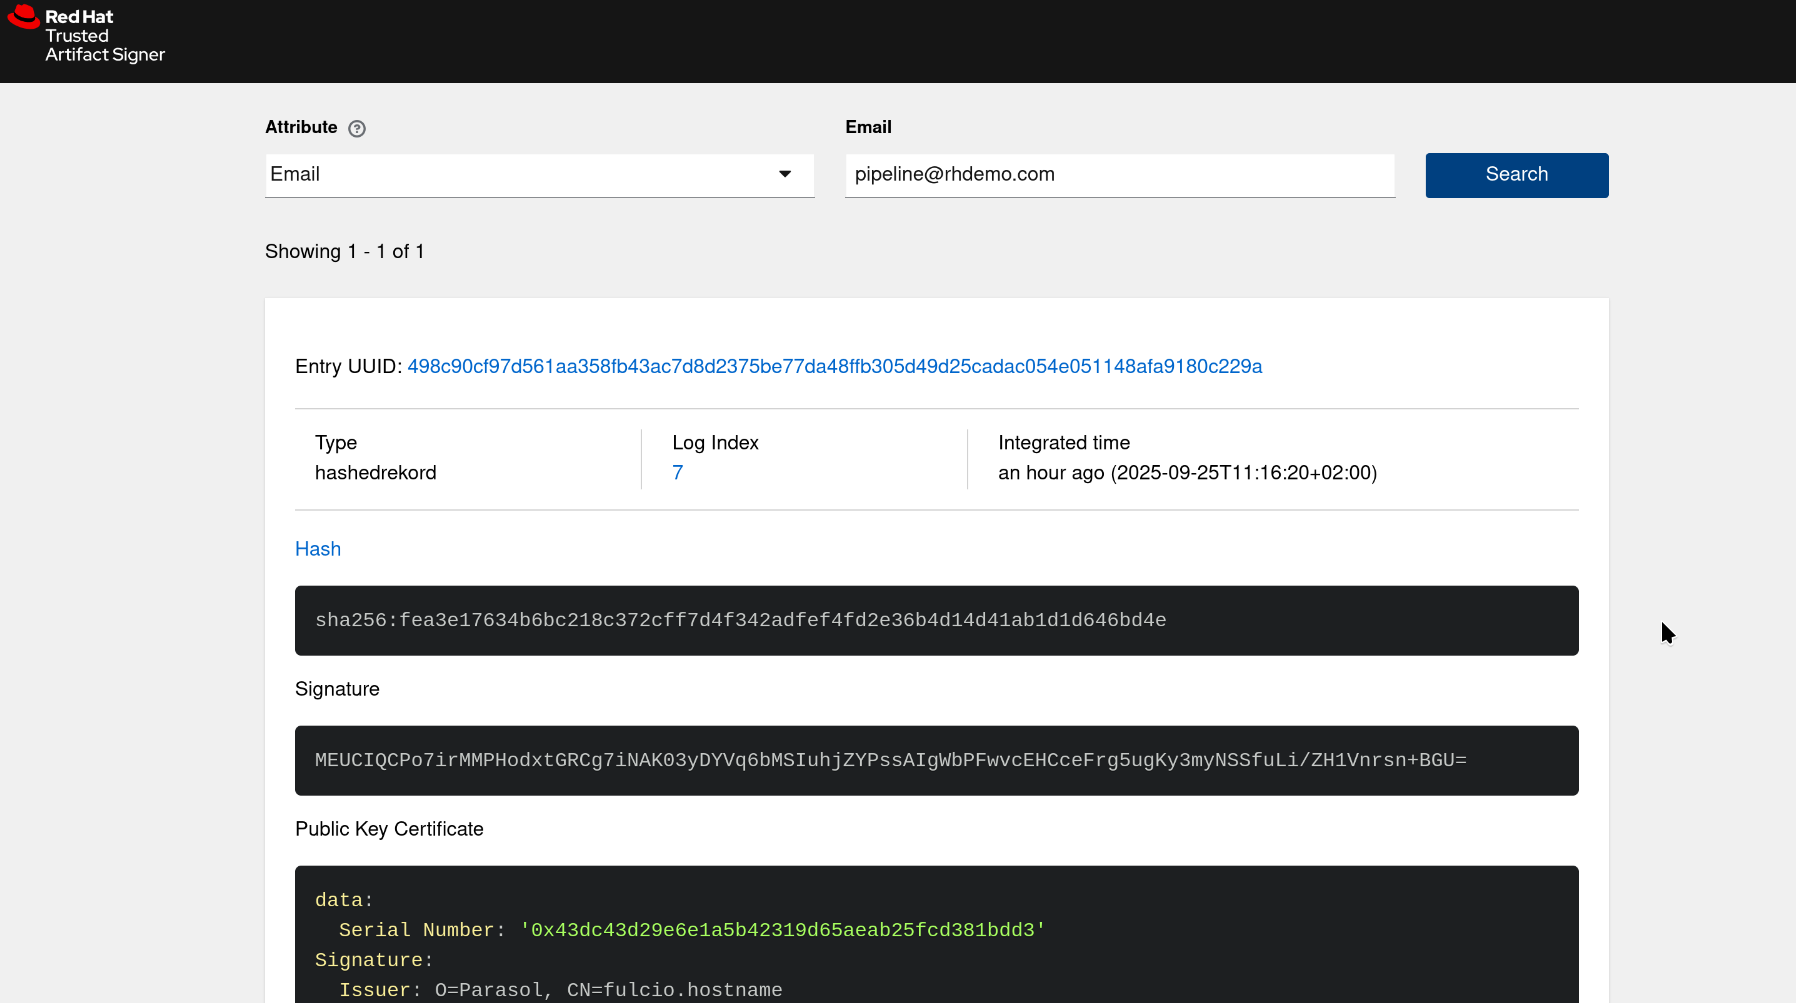 Red Hat
Trusted
Artifact Signer
Attribute
Email
Email
pipeline@rhdemo.com
Search
Showing 1 - 1 of 1
Entry UUID: 498c90cf97d561aa358fb43ac7d8d2375be77da48ffb305d49d25cadac054e051148afa9180c229a
Type
hashedrekord
Log Index
7
Integrated time
an hour ago (2025-09-25T11:16:20+02:00)
Hash
sha256:fea3e17634b6bc218c372cff7d4f342adfef4fd2e36b4d14d41ab1d1d646bd4e
Signature
MEUCIQCPo7irMMPHodxtGRCg7iNAK03yDYVq6bMSIuhjZYPssAIgWbPFwvcEHCceFrg5ugKy3myNSSfuLi/ZH1Vnrsn+BGU=
Public Key Certificate
data:
Serial Number: '0x43dc43d29e6e1a5b42319d65aeab25fcd381bdd3'
Signature:
Issuer: O=Parasol, CN=fulcio.hostname